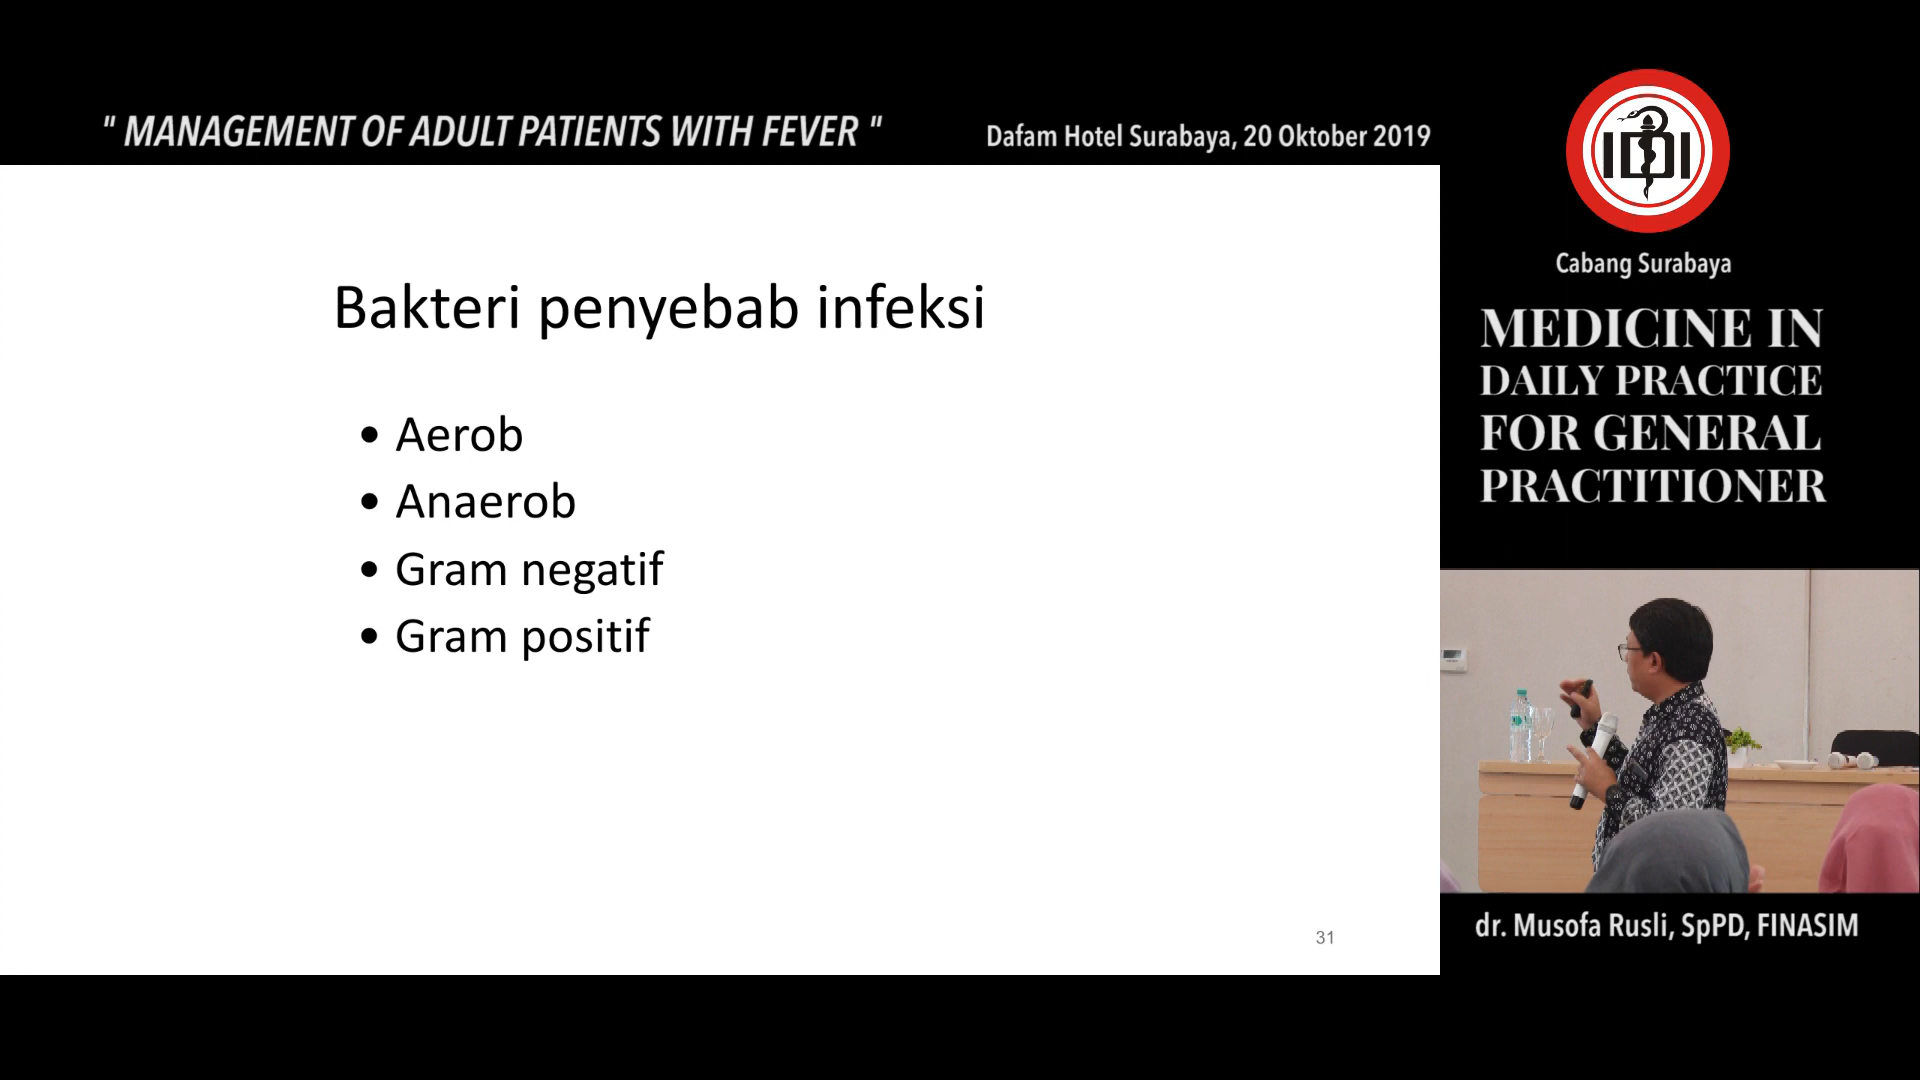 " MANAGEMENT OF ADULT PATIENTS WITH FEVER "
Dafam Hotel Surabaya, 20 Oktober 2019
IDI
Cabang Surabaya
MEDICINE IN
DAILY PRACTICE
FOR GENERAL
PRACTITIONER
Bakteri penyebab infeksi
• Aerob
• Anaerob
• Gram negatif
• Gram positif
31
dr. Musofa Rusli, SpPD, FINASIM